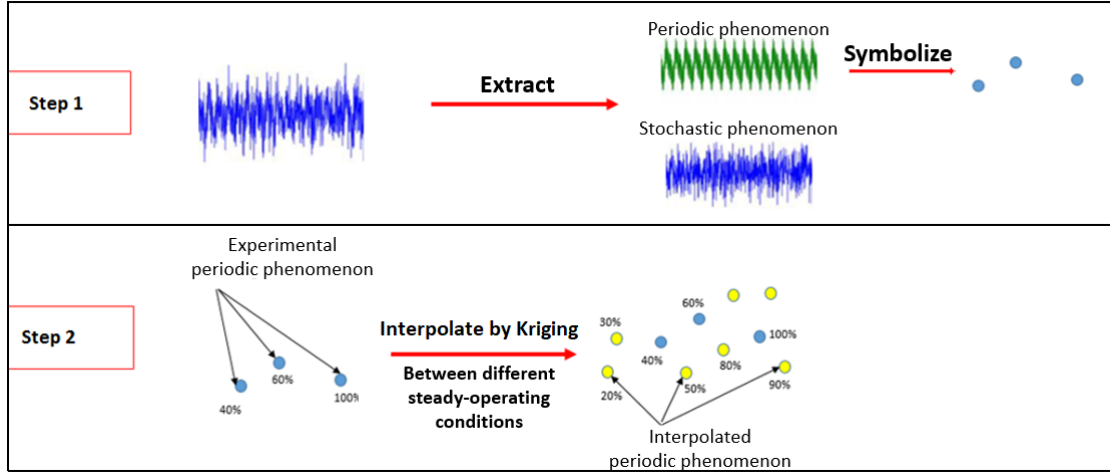 Step 1
Extract
Periodic phenomenon
Symbolize
Stochastic phenomenon
Step 2
Experimental
periodic phenomenon
40%
60%
100%
Interpolate by Kriging
Between different
steady-operating
conditions
30%
60%
40%
100%
80%
20%
50%
90%
Interpolated
periodic phenomenon